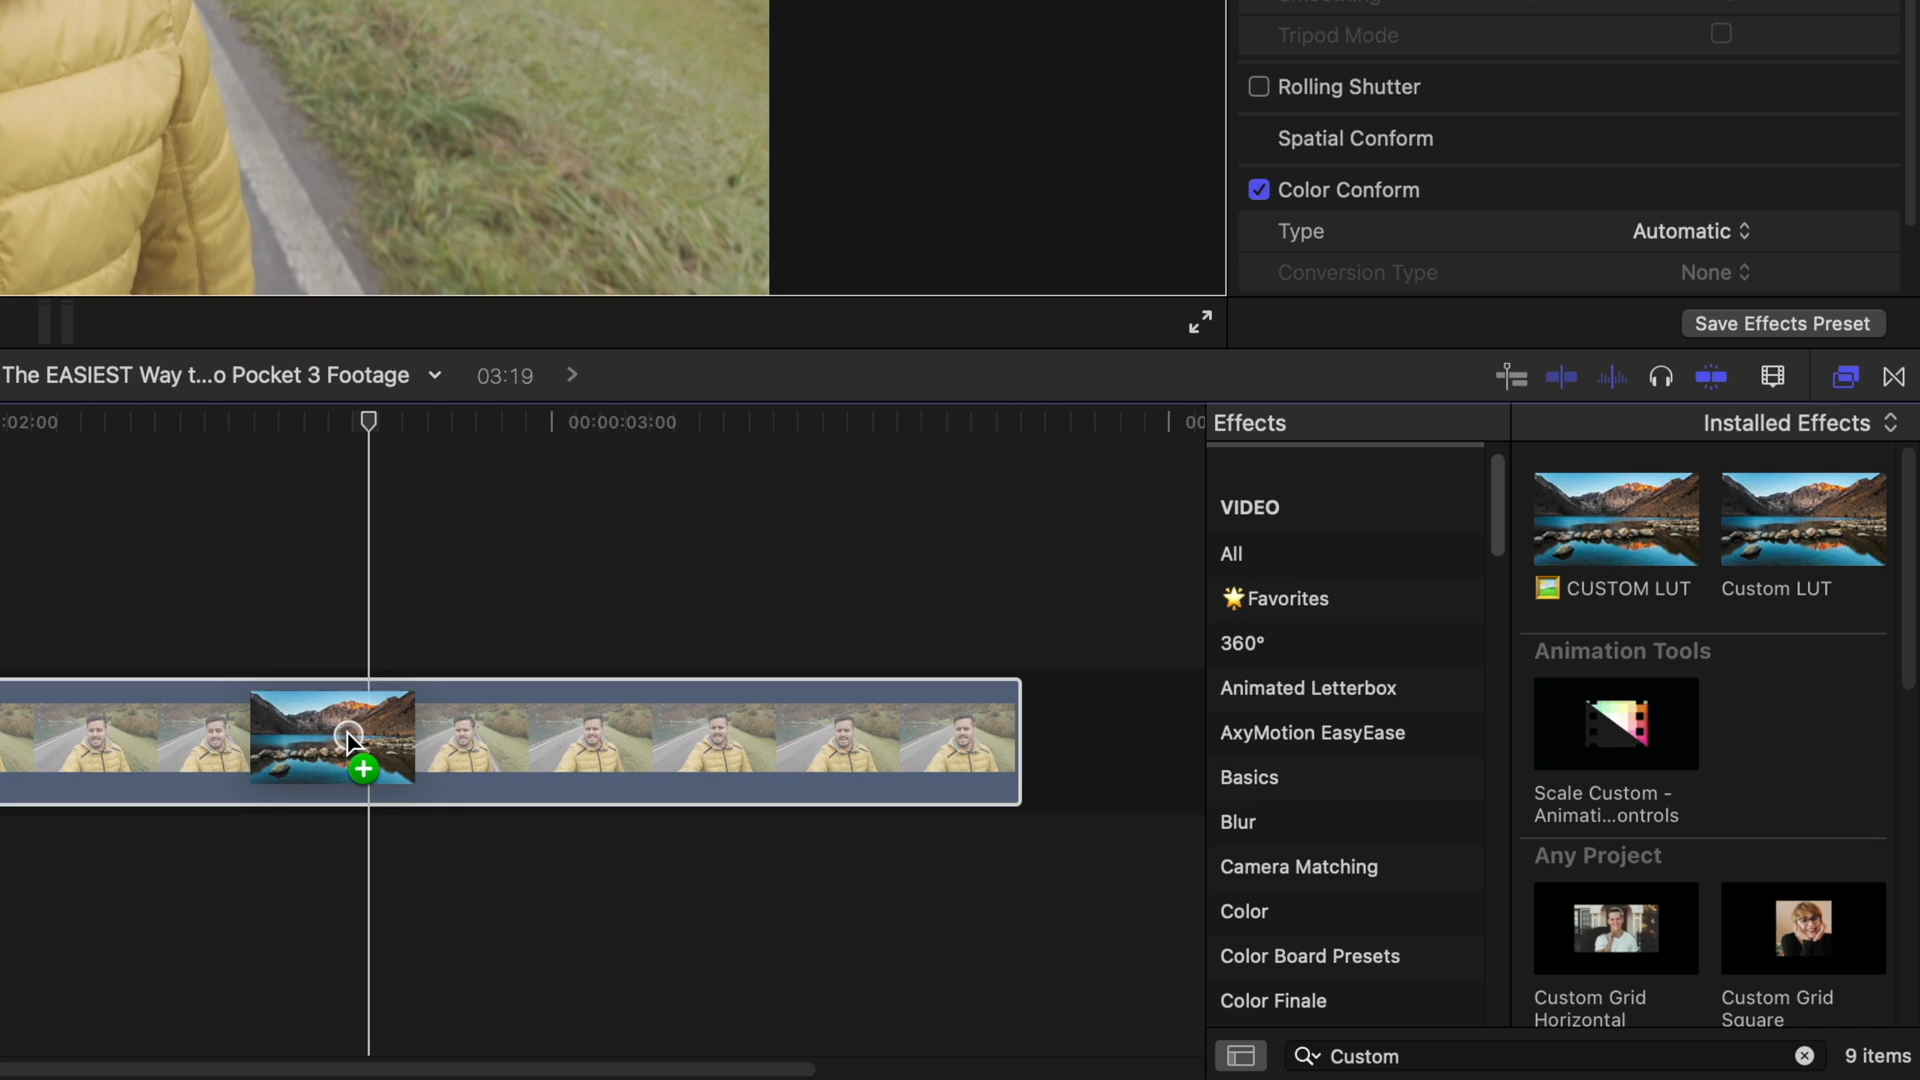 Tripod Mode
Rolling Shutter
Spatial Conform
Color Conform
Type Automatic
Conversion Type None
Save Effects Preset
The EASIEST Way t...o Pocket 3 Footage 03:19
:02:00 00:00:03:00 00
Effects Installed Effects
VIDEO
All
🌟Favorites
360°
Animated Letterbox
AxyMotion EasyEase
Basics
Blur
Camera Matching
Color
Color Board Presets
Color Finale
🖼️ CUSTOM LUT Custom LUT
Animation Tools
Scale Custom -
Animati...ontrols
Any Project
Custom Grid
Horizontal
Custom Grid
Square
Custom 9 items